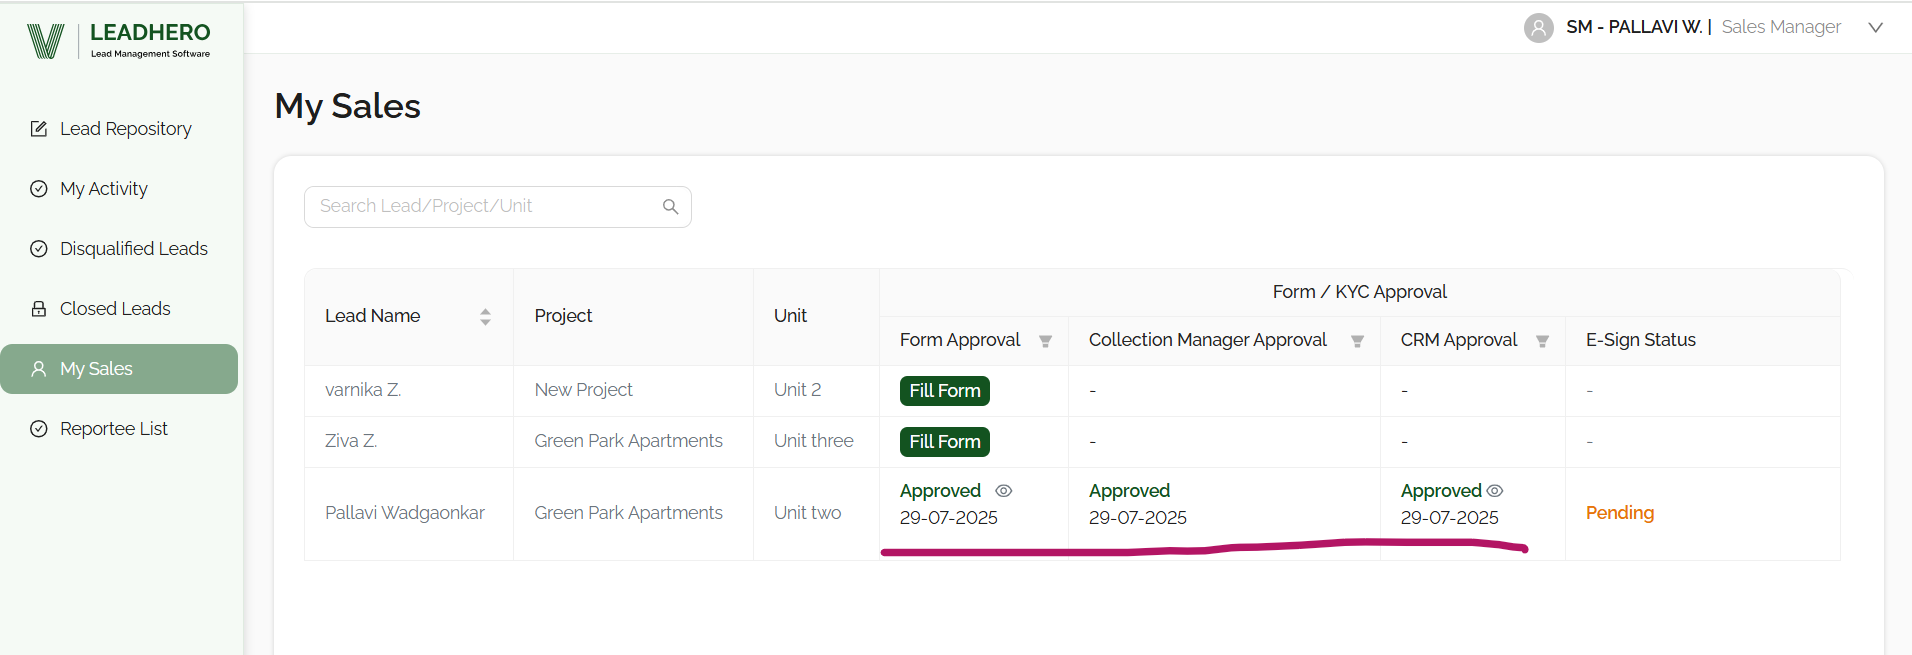 LEADHERO
Lead Management Software
SM - PALLAVI W. | Sales Manager
Lead Repository
My Activity
Disqualified Leads
Closed Leads
My Sales
Reportee List
My Sales
Search Lead/Project/Unit
Form / KYC Approval
Lead Name Project Unit
Form Approval Collection Manager Approval CRM Approval E-Sign Status
varnika Z. New Project Unit 2 Fill Form - - -
Ziva Z. Green Park Apartments Unit three Fill Form - - -
Approved Approved Approved
Pallavi Wadgaonkar Green Park Apartments Unit two Pending
29-07-2025 29-07-2025 29-07-2025